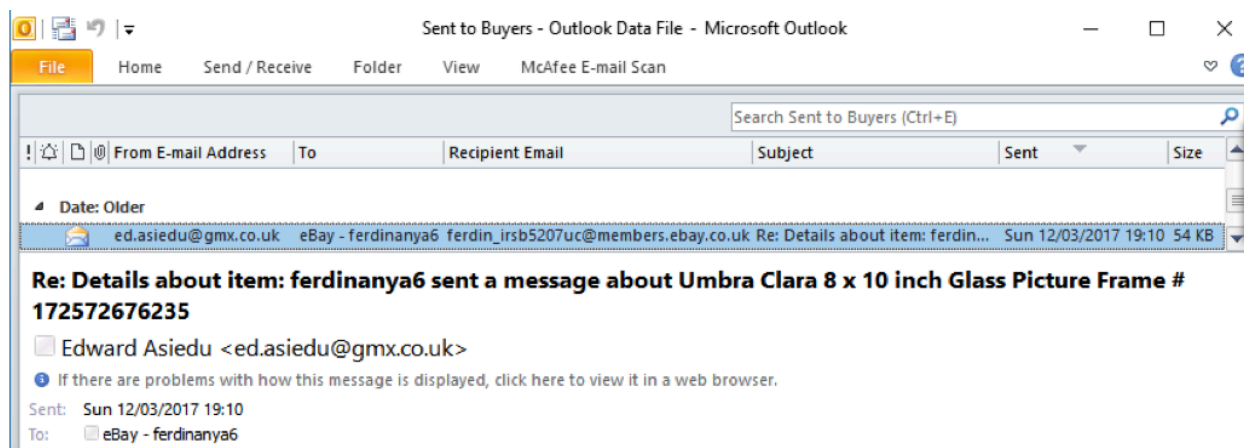 Sent to Buyers - Outlook Data File - Microsoft Outlook
File Home Send / Receive Folder View McAfee E-mail Scan
Search Sent to Buyers (Ctrl+E)
! From E-mail Address To Recipient Email Subject Sent Size
Date: Older
ed.asiedu@gmx.co.uk eBay - ferdinanya6 ferdin_irsb5207uc@members.ebay.co.uk Re: Details about item: ferdin... Sun 12/03/2017 19:10 54 KB
Re: Details about item: ferdinanya6 sent a message about Umbra Clara 8 x 10 inch Glass Picture Frame #
172572676235
Edward Asiedu <ed.asiedu@gmx.co.uk>
If there are problems with how this message is displayed, click here to view it in a web browser.
Sent: Sun 12/03/2017 19:10
To: eBay - ferdinanya6